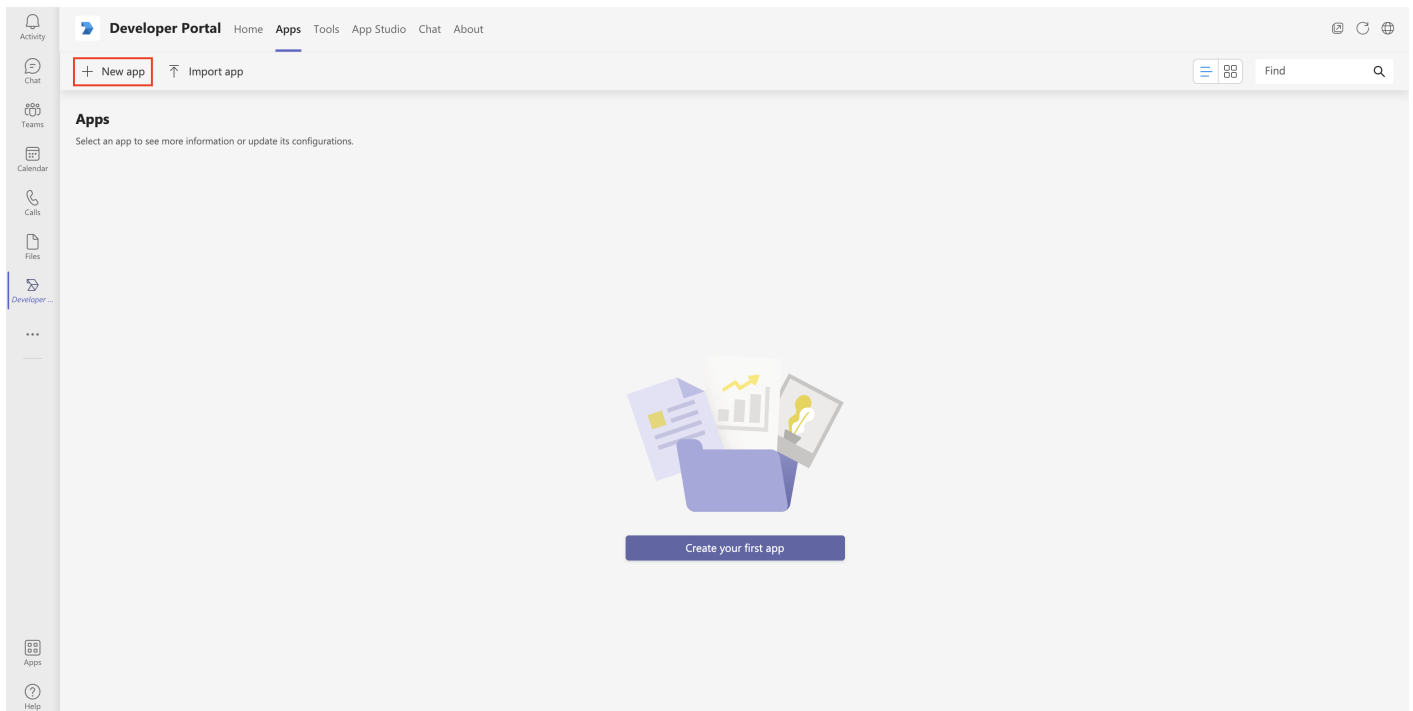 Activity
Chat
Teams
Calendar
Calls
Files
Developer ...
Apps
Help
Developer Portal Home Apps Tools App Studio Chat About
New app Import app Find
Apps
Select an app to see more information or update its configurations.
Create your first app